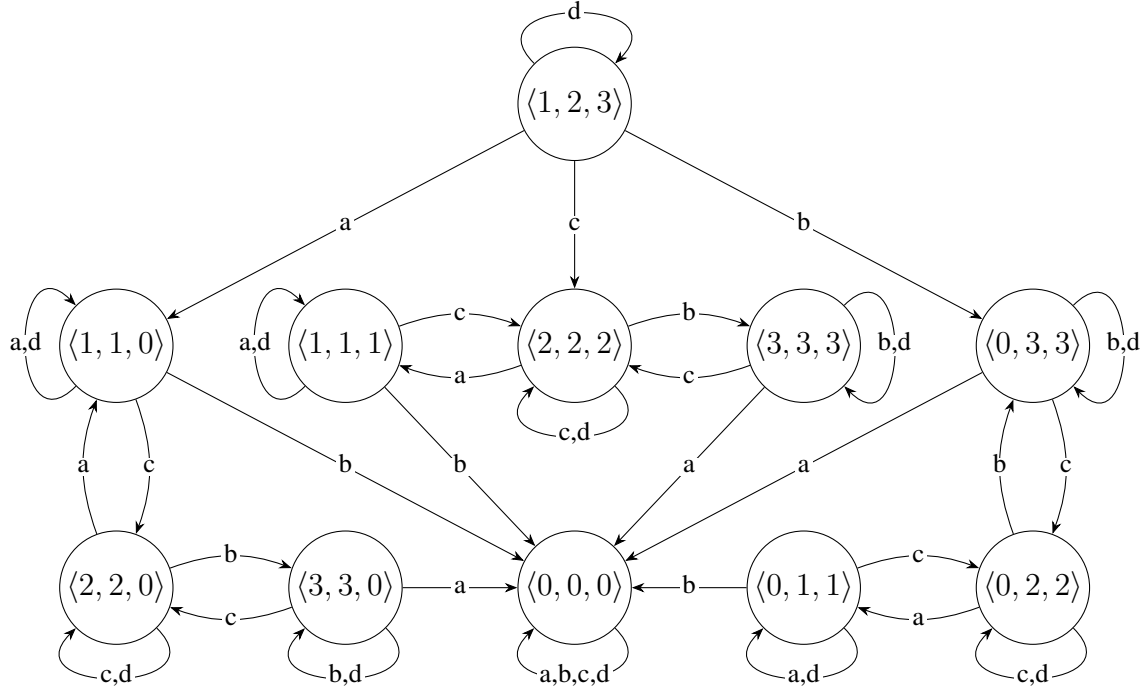 d
⟨1, 2, 3⟩
a
c
b
a,d
⟨1, 1, 0⟩
a,d
⟨1, 1, 1⟩
c
a
⟨2, 2, 2⟩
c,d
b
c
⟨3, 3, 3⟩
b,d
⟨0, 3, 3⟩
b,d
a
c
b
b
a
a
b
c
⟨2, 2, 0⟩
c,d
b
c
⟨3, 3, 0⟩
b,d
a
⟨0, 0, 0⟩
a,b,c,d
b
⟨0, 1, 1⟩
a,d
c
a
⟨0, 2, 2⟩
c,d